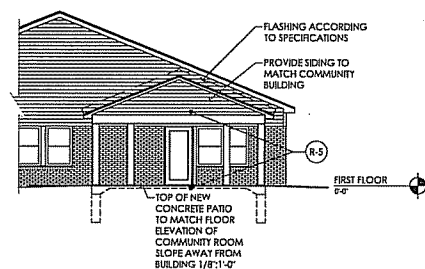 FLASHING ACCORDING
TO SPECIFICATIONS
PROVIDE SIDING TO
MATCH COMMUNITY
BUILDING
R-5
FIRST FLOOR
0'-0"
TOP OF NEW
CONCRETE PATIO
TO MATCH FLOOR
ELEVATION OF
COMMUNITY ROOM
SLOPE AWAY FROM
BUILDING 1/8":1'-0"